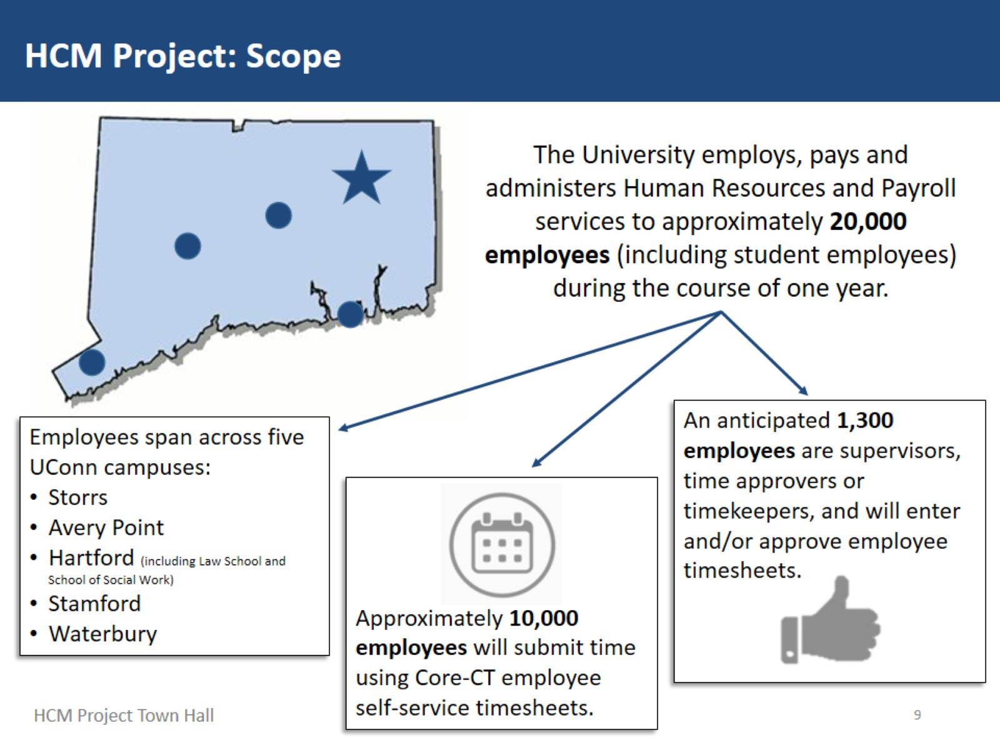 HCM Project: Scope
The University employs, pays and
administers Human Resources and Payroll
services to approximately 20,000
employees (including student employees)
during the course of one year.
Employees span across five
UConn campuses:
• Storrs
• Avery Point
• Hartford (including Law School and
School of Social Work)
• Stamford
• Waterbury
Approximately 10,000
employees will submit time
using Core-CT employee
self-service timesheets.
An anticipated 1,300
employees are supervisors,
time approvers or
timekeepers, and will enter
and/or approve employee
timesheets.
HCM Project Town Hall
9